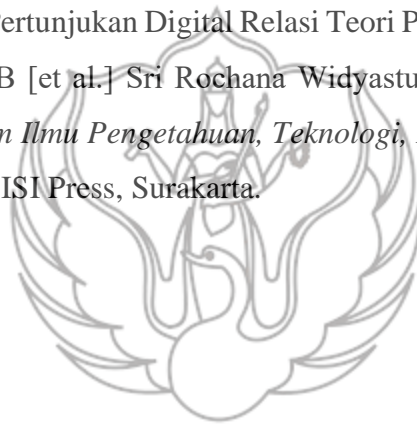 Pertunjukan Digital Relasi Teori P
B [et al.] Sri Rochana Widyastu
n Ilmu Pengetahuan, Teknologi,
ISI Press, Surakarta.